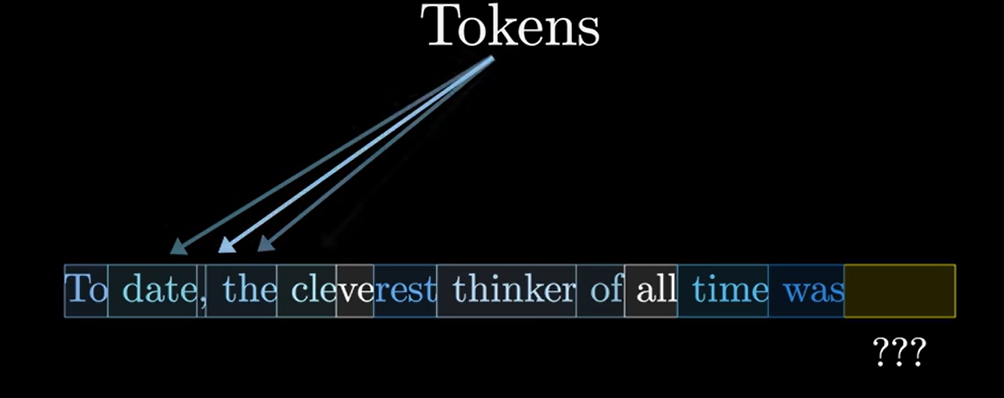 Tokens
To date, the cleverest thinker of all time was
???